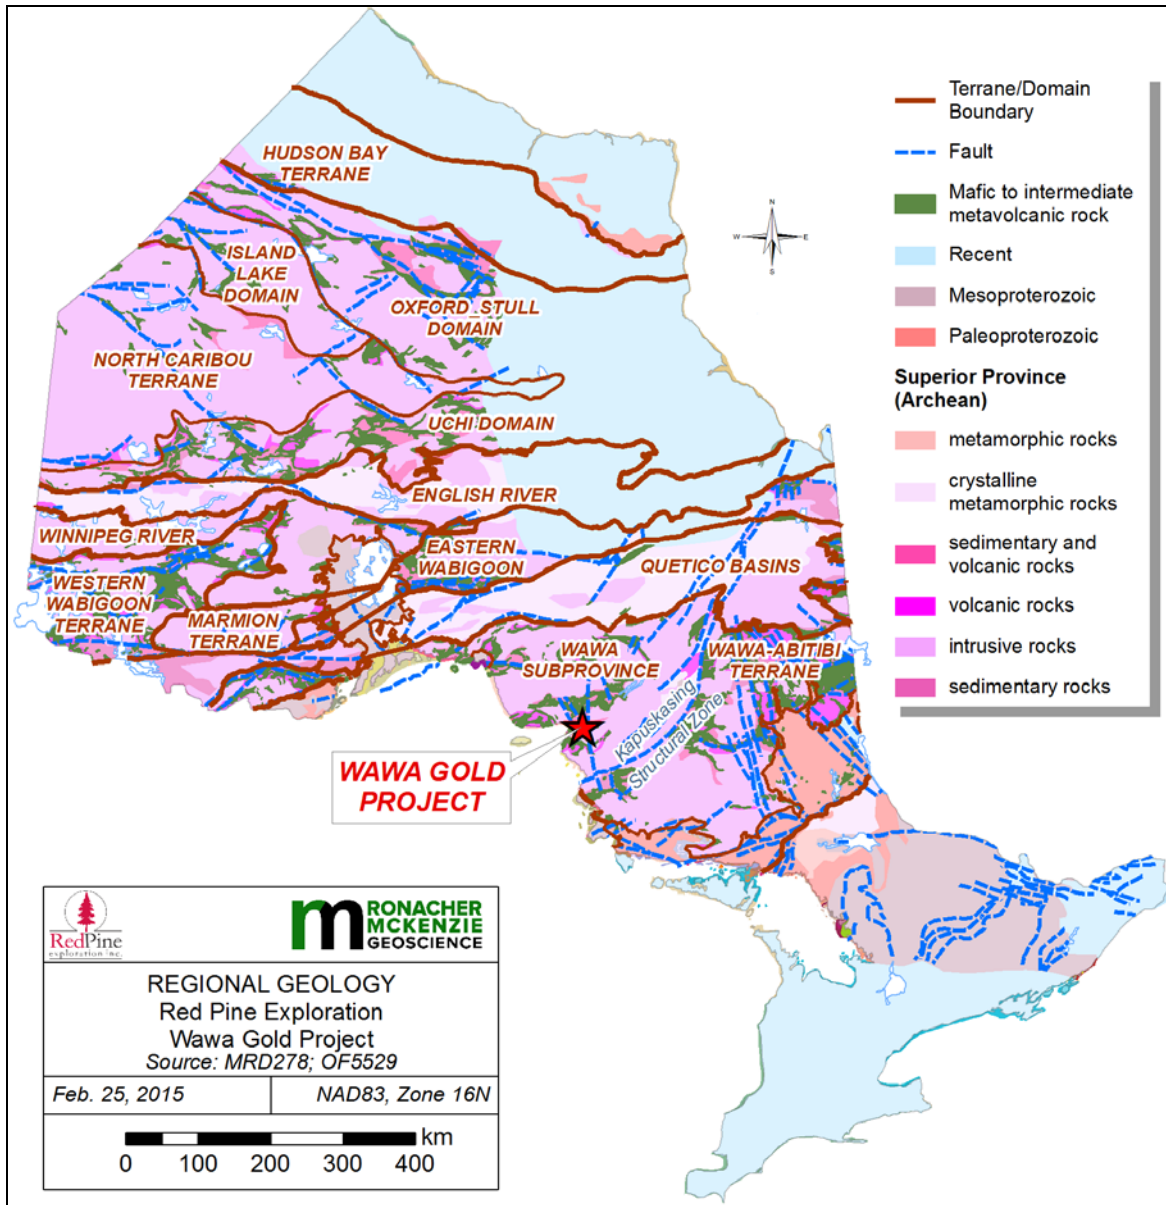 HUDSON BAY
TERRANE
ISLAND
LAKE
DOMAIN
OXFORD_STULL
DOMAIN
NORTH CARIBOU
TERRANE
UCHI DOMAIN
ENGLISH RIVER
WINNIPEG RIVER
EASTERN
WABIGOON
QUETICO BASINS
WESTERN
WABIGOON
TERRANE
MARMION
TERRANE
WAWA
SUBPROVINCE
WAWA-ABITIBI
TERRANE
Kapuskasing
Structural Zone
WAWA GOLD
PROJECT
N
W
E
S
Terrane/Domain
Boundary
Fault
Mafic to intermediate
metavolcanic rock
Recent
Mesoproterozoic
Paleoproterozoic
Superior Province
(Archean)
metamorphic rocks
crystalline
metamorphic rocks
sedimentary and
volcanic rocks
volcanic rocks
intrusive rocks
sedimentary rocks
RedPine
exploration inc.
rm
RONACHER
MCKENZIE
GEOSCIENCE
REGIONAL GEOLOGY
Red Pine Exploration
Wawa Gold Project
Source: MRD278; OF5529
Feb. 25, 2015
NAD83, Zone 16N
km
0 100 200 300 400